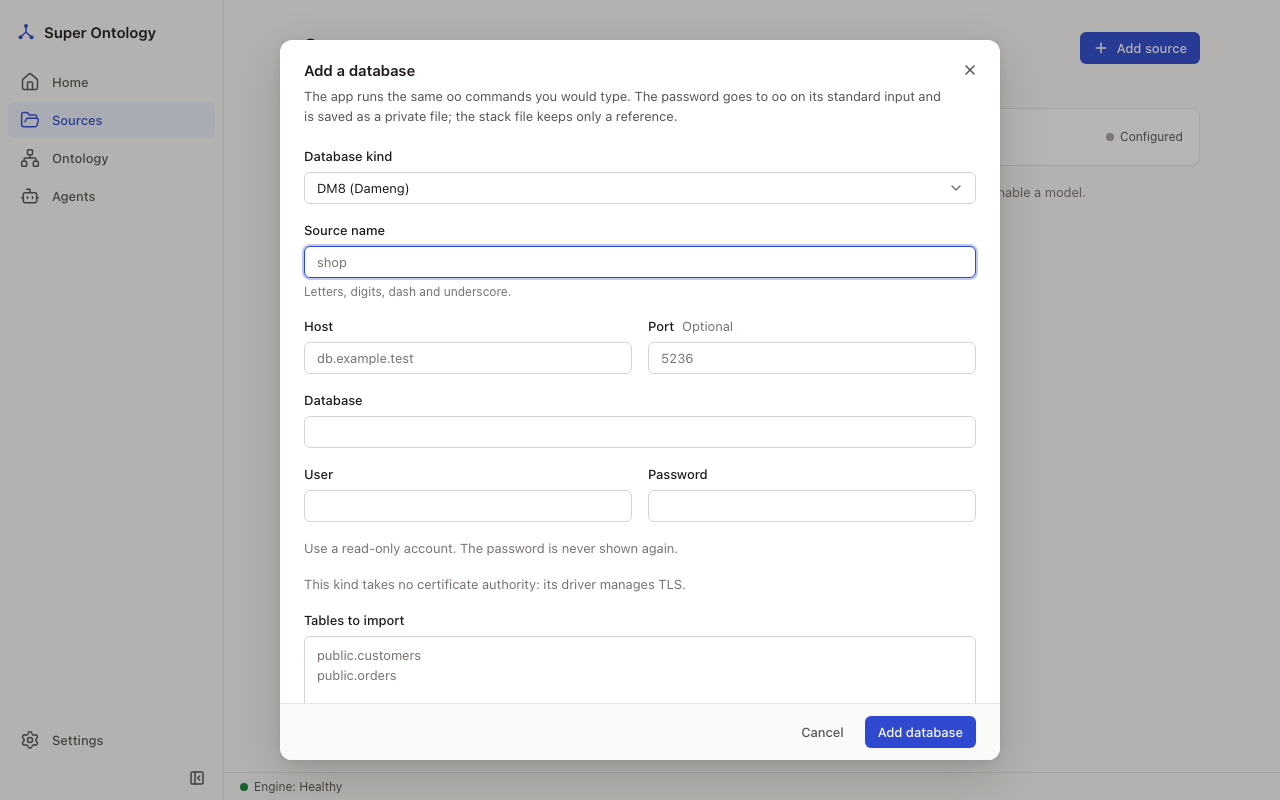 Super Ontology
Home
Sources
Ontology
Agents
Settings
Add source
Configured
nable a model.
Add a database
The app runs the same oo commands you would type. The password goes to oo on its standard input and
is saved as a private file; the stack file keeps only a reference.
Database kind
DM8 (Dameng)
Source name
shop
Letters, digits, dash and underscore.
Host
Port Optional
db.example.test
5236
Database
User
Password
Use a read-only account. The password is never shown again.
This kind takes no certificate authority: its driver manages TLS.
Tables to import
public.customers
public.orders
Cancel
Add database
Engine: Healthy